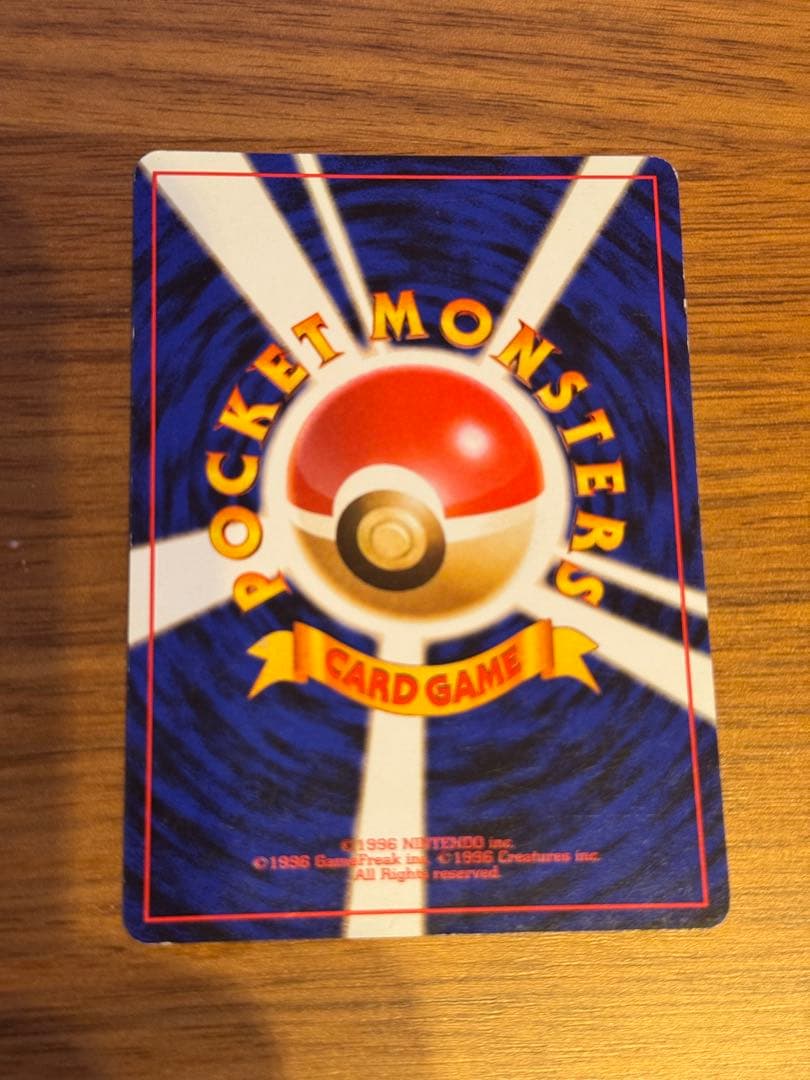 POCKET MONSTERS
CARD GAME
©1996 NINTENDO inc.
©1996 GameFreak inc. ©1996 Creatures inc.
All Rights reserved.